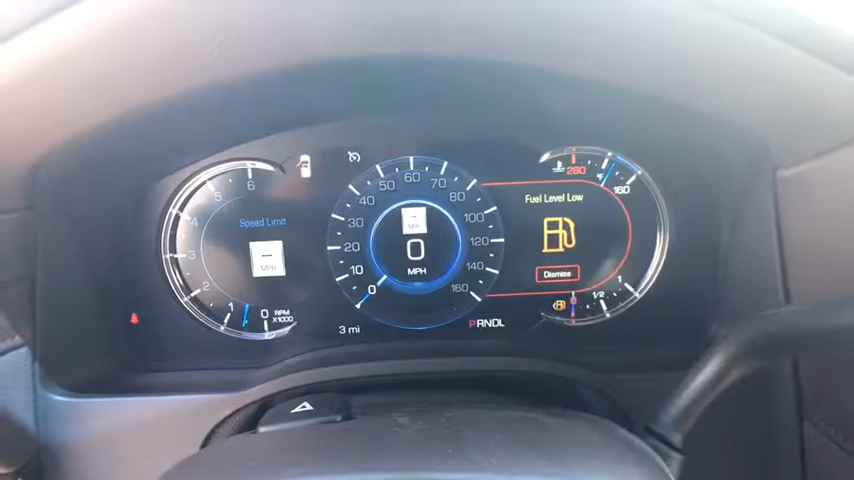 6
5
4
3
2
1
0
RPM
X1000
Speed Limit
---
MPH
0
10
20
30
40
50
60
70
80
100
120
140
160
--
MPH
0
MPH
3 mi
PRNDL
260
160
Fuel Level Low
Dismiss
1
1/2